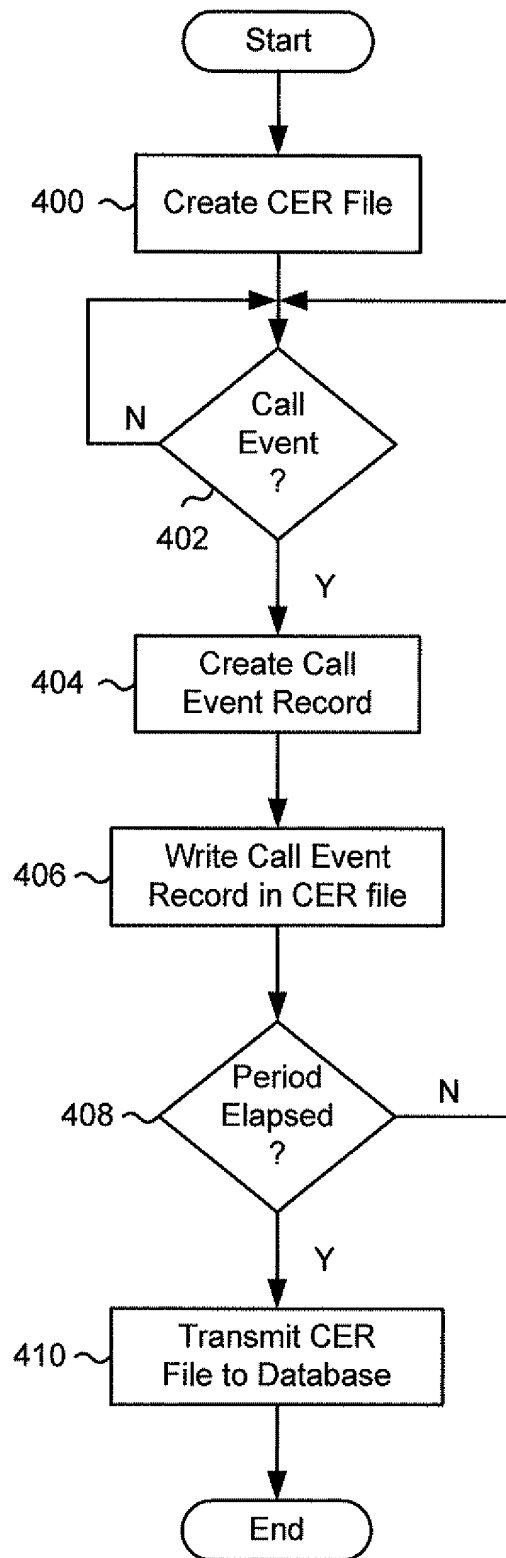 Start
400
Create CER File
N
Call
Event
?
402
Y
404
Create Call
Event Record
406
Write Call Event
Record in CER file
408
Period
Elapsed
?
N
Y
410
Transmit CER
File to Database
End